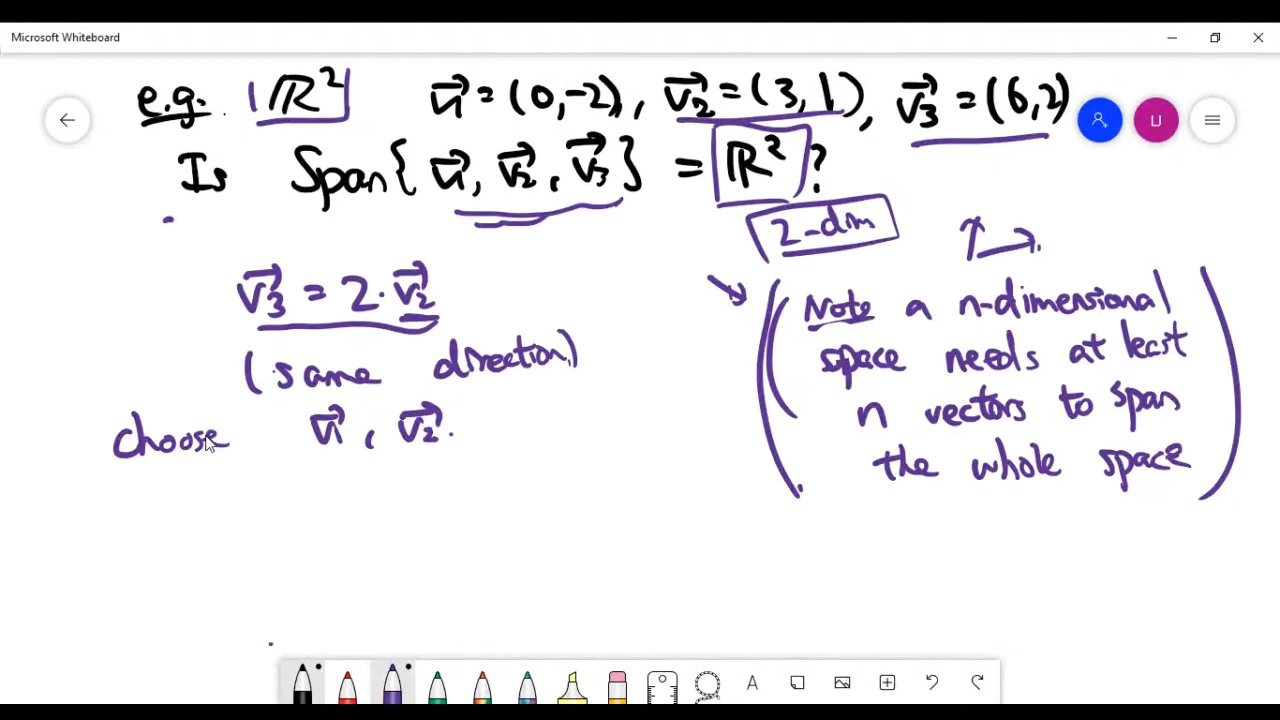 Microsoft Whiteboard
e.g. ℝ² v⃗1 = (0,-2), v⃗2 = (3,1), v⃗3 = (6,2)
Is Span{v⃗1, v⃗2, v⃗3} = ℝ²?
2-dim
v⃗3 = 2·v⃗2
(same direction)
choose v⃗1, v⃗2.
(Note a n-dimensional
space needs at least
n vectors to span
the whole space)
U
A